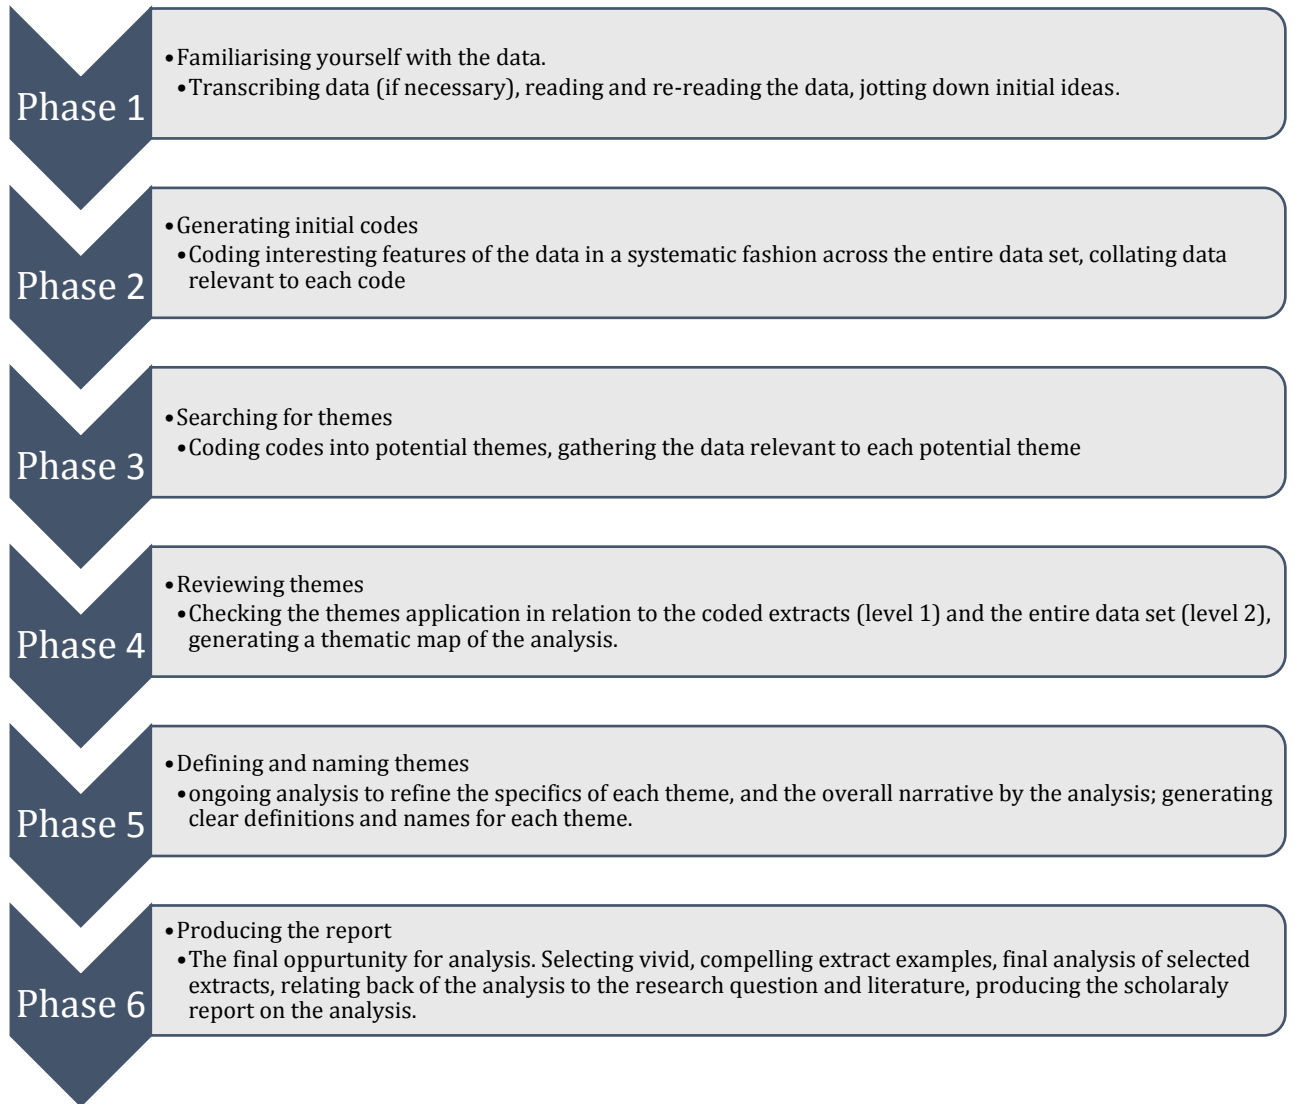 Phase 1
•Familiarising yourself with the data.
•Transcribing data (if necessary), reading and re-reading the data, jotting down initial ideas.
Phase 2
•Generating initial codes
•Coding interesting features of the data in a systematic fashion across the entire data set, collating data
relevant to each code
Phase 3
•Searching for themes
•Coding codes into potential themes, gathering the data relevant to each potential theme
Phase 4
•Reviewing themes
•Checking the themes application in relation to the coded extracts (level 1) and the entire data set (level 2),
generating a thematic map of the analysis.
Phase 5
•Defining and naming themes
•ongoing analysis to refine the specifics of each theme, and the overall narrative by the analysis; generating
clear definitions and names for each theme.
Phase 6
•Producing the report
•The final oppurtunity for analysis. Selecting vivid, compelling extract examples, final analysis of selected
extracts, relating back of the analysis to the research question and literature, producing the scholaraly
report on the analysis.